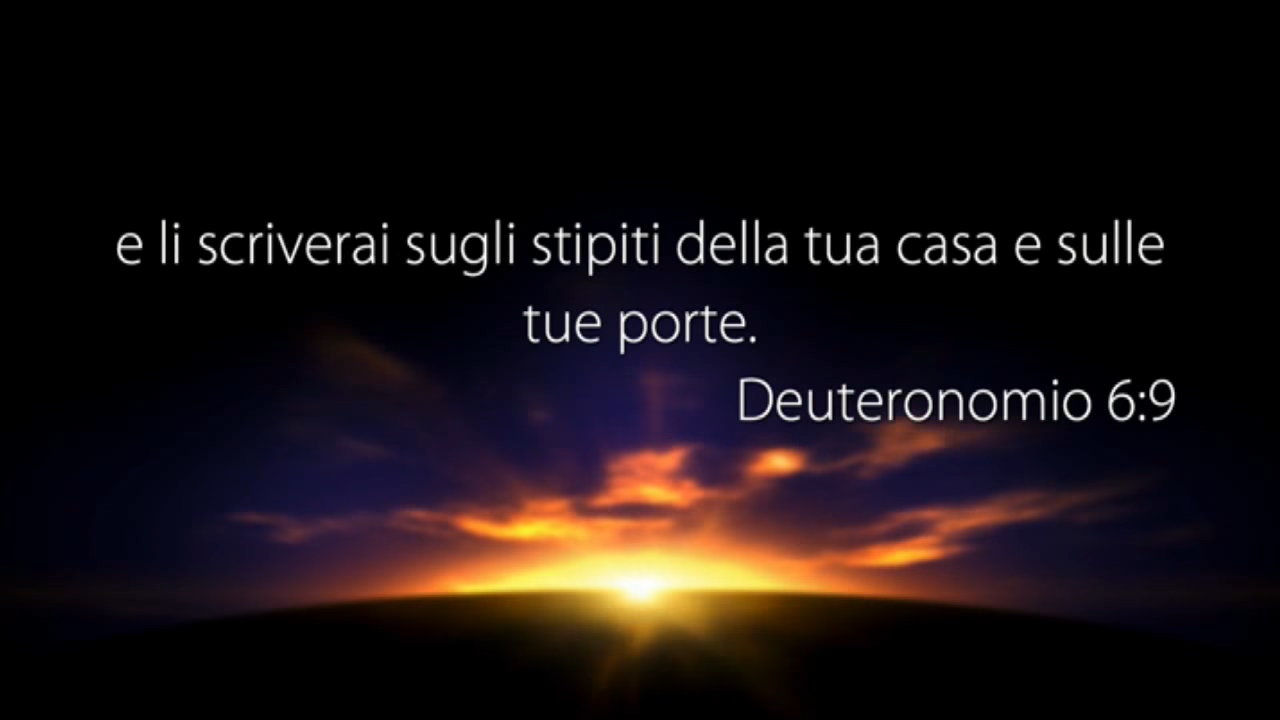 e li scriverai sugli stipiti della tua casa e sulle
tue porte.
Deuteronomio 6:9